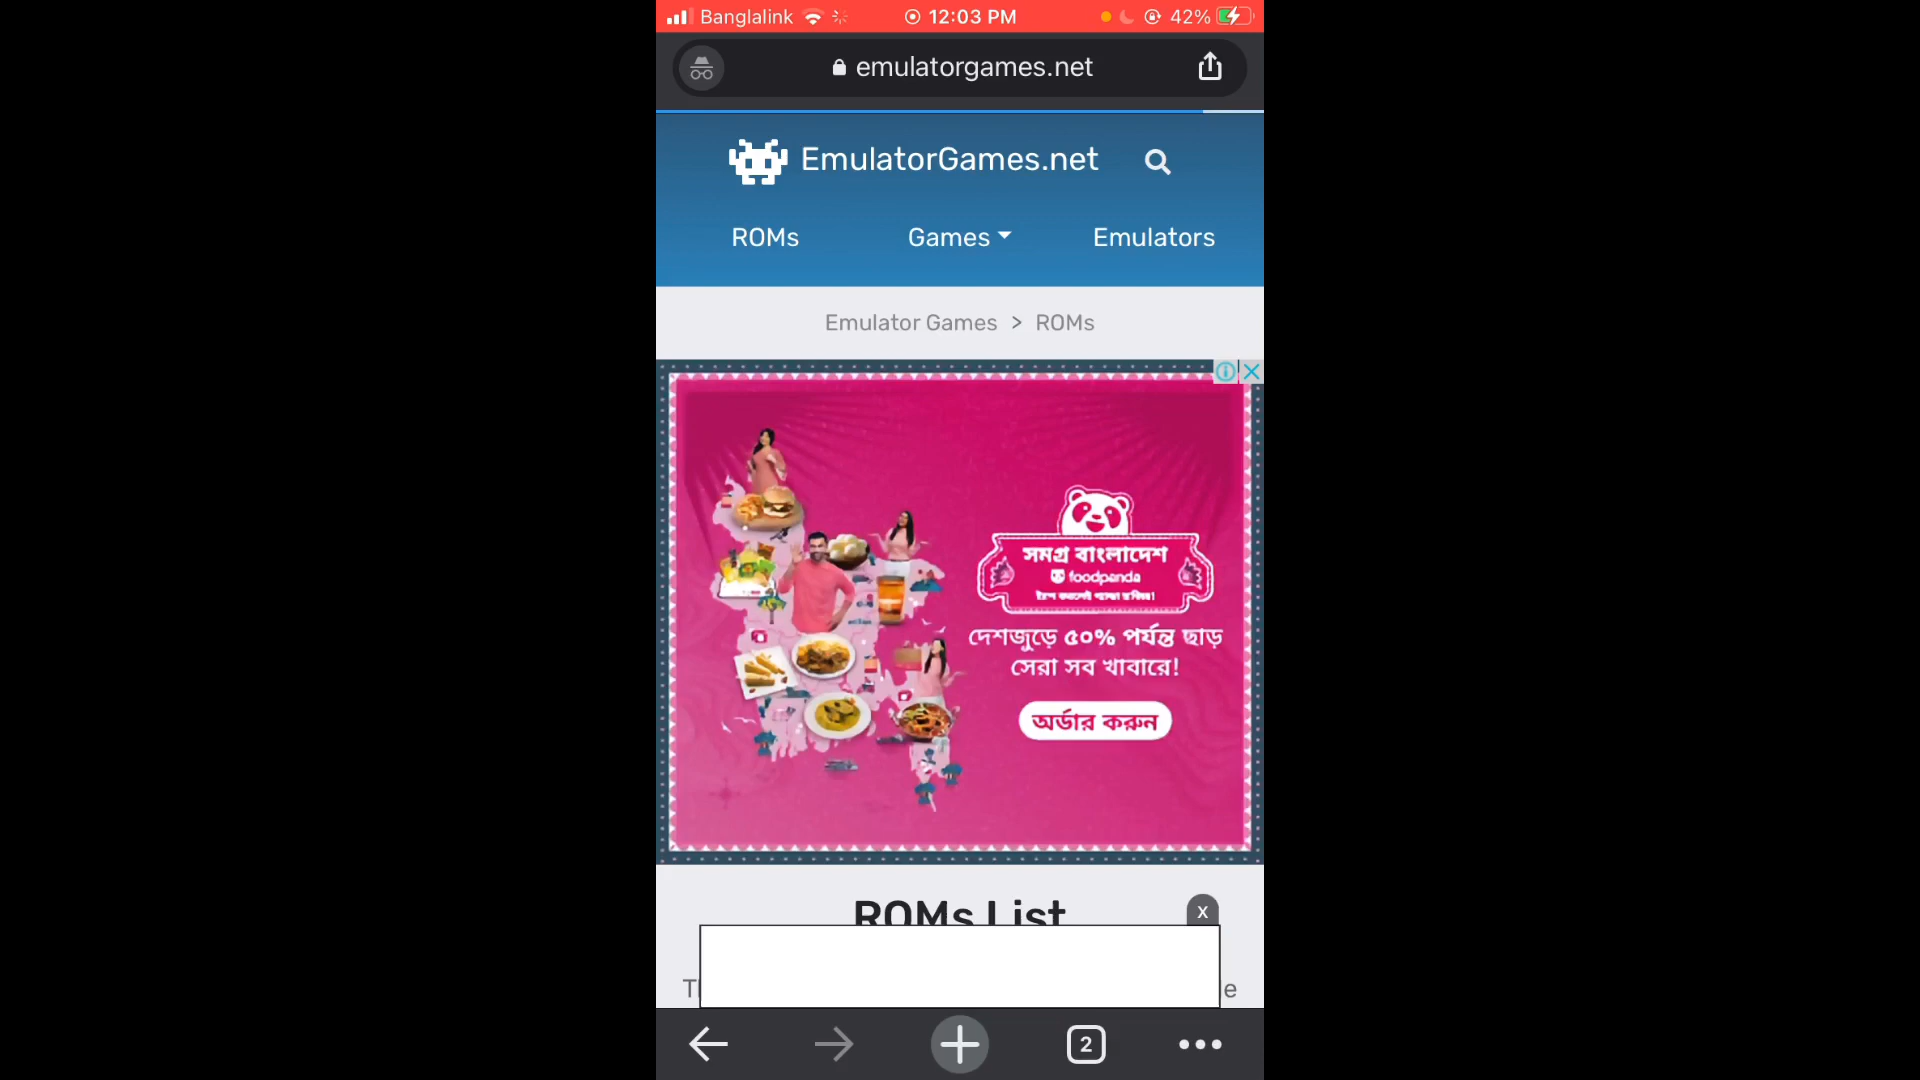 Banglalink 12:03 PM 42%
emulatorgames.net
EmulatorGames.net
ROMs Games Emulators
Emulator Games > ROMs
সমগ্র বাংলাদেশ
foodpanda
দেশজুড়ে ৫০% পর্যন্ত ছাড়
সেরা সব খাবারে!
অর্ডার করুন
ROMs List
X
2